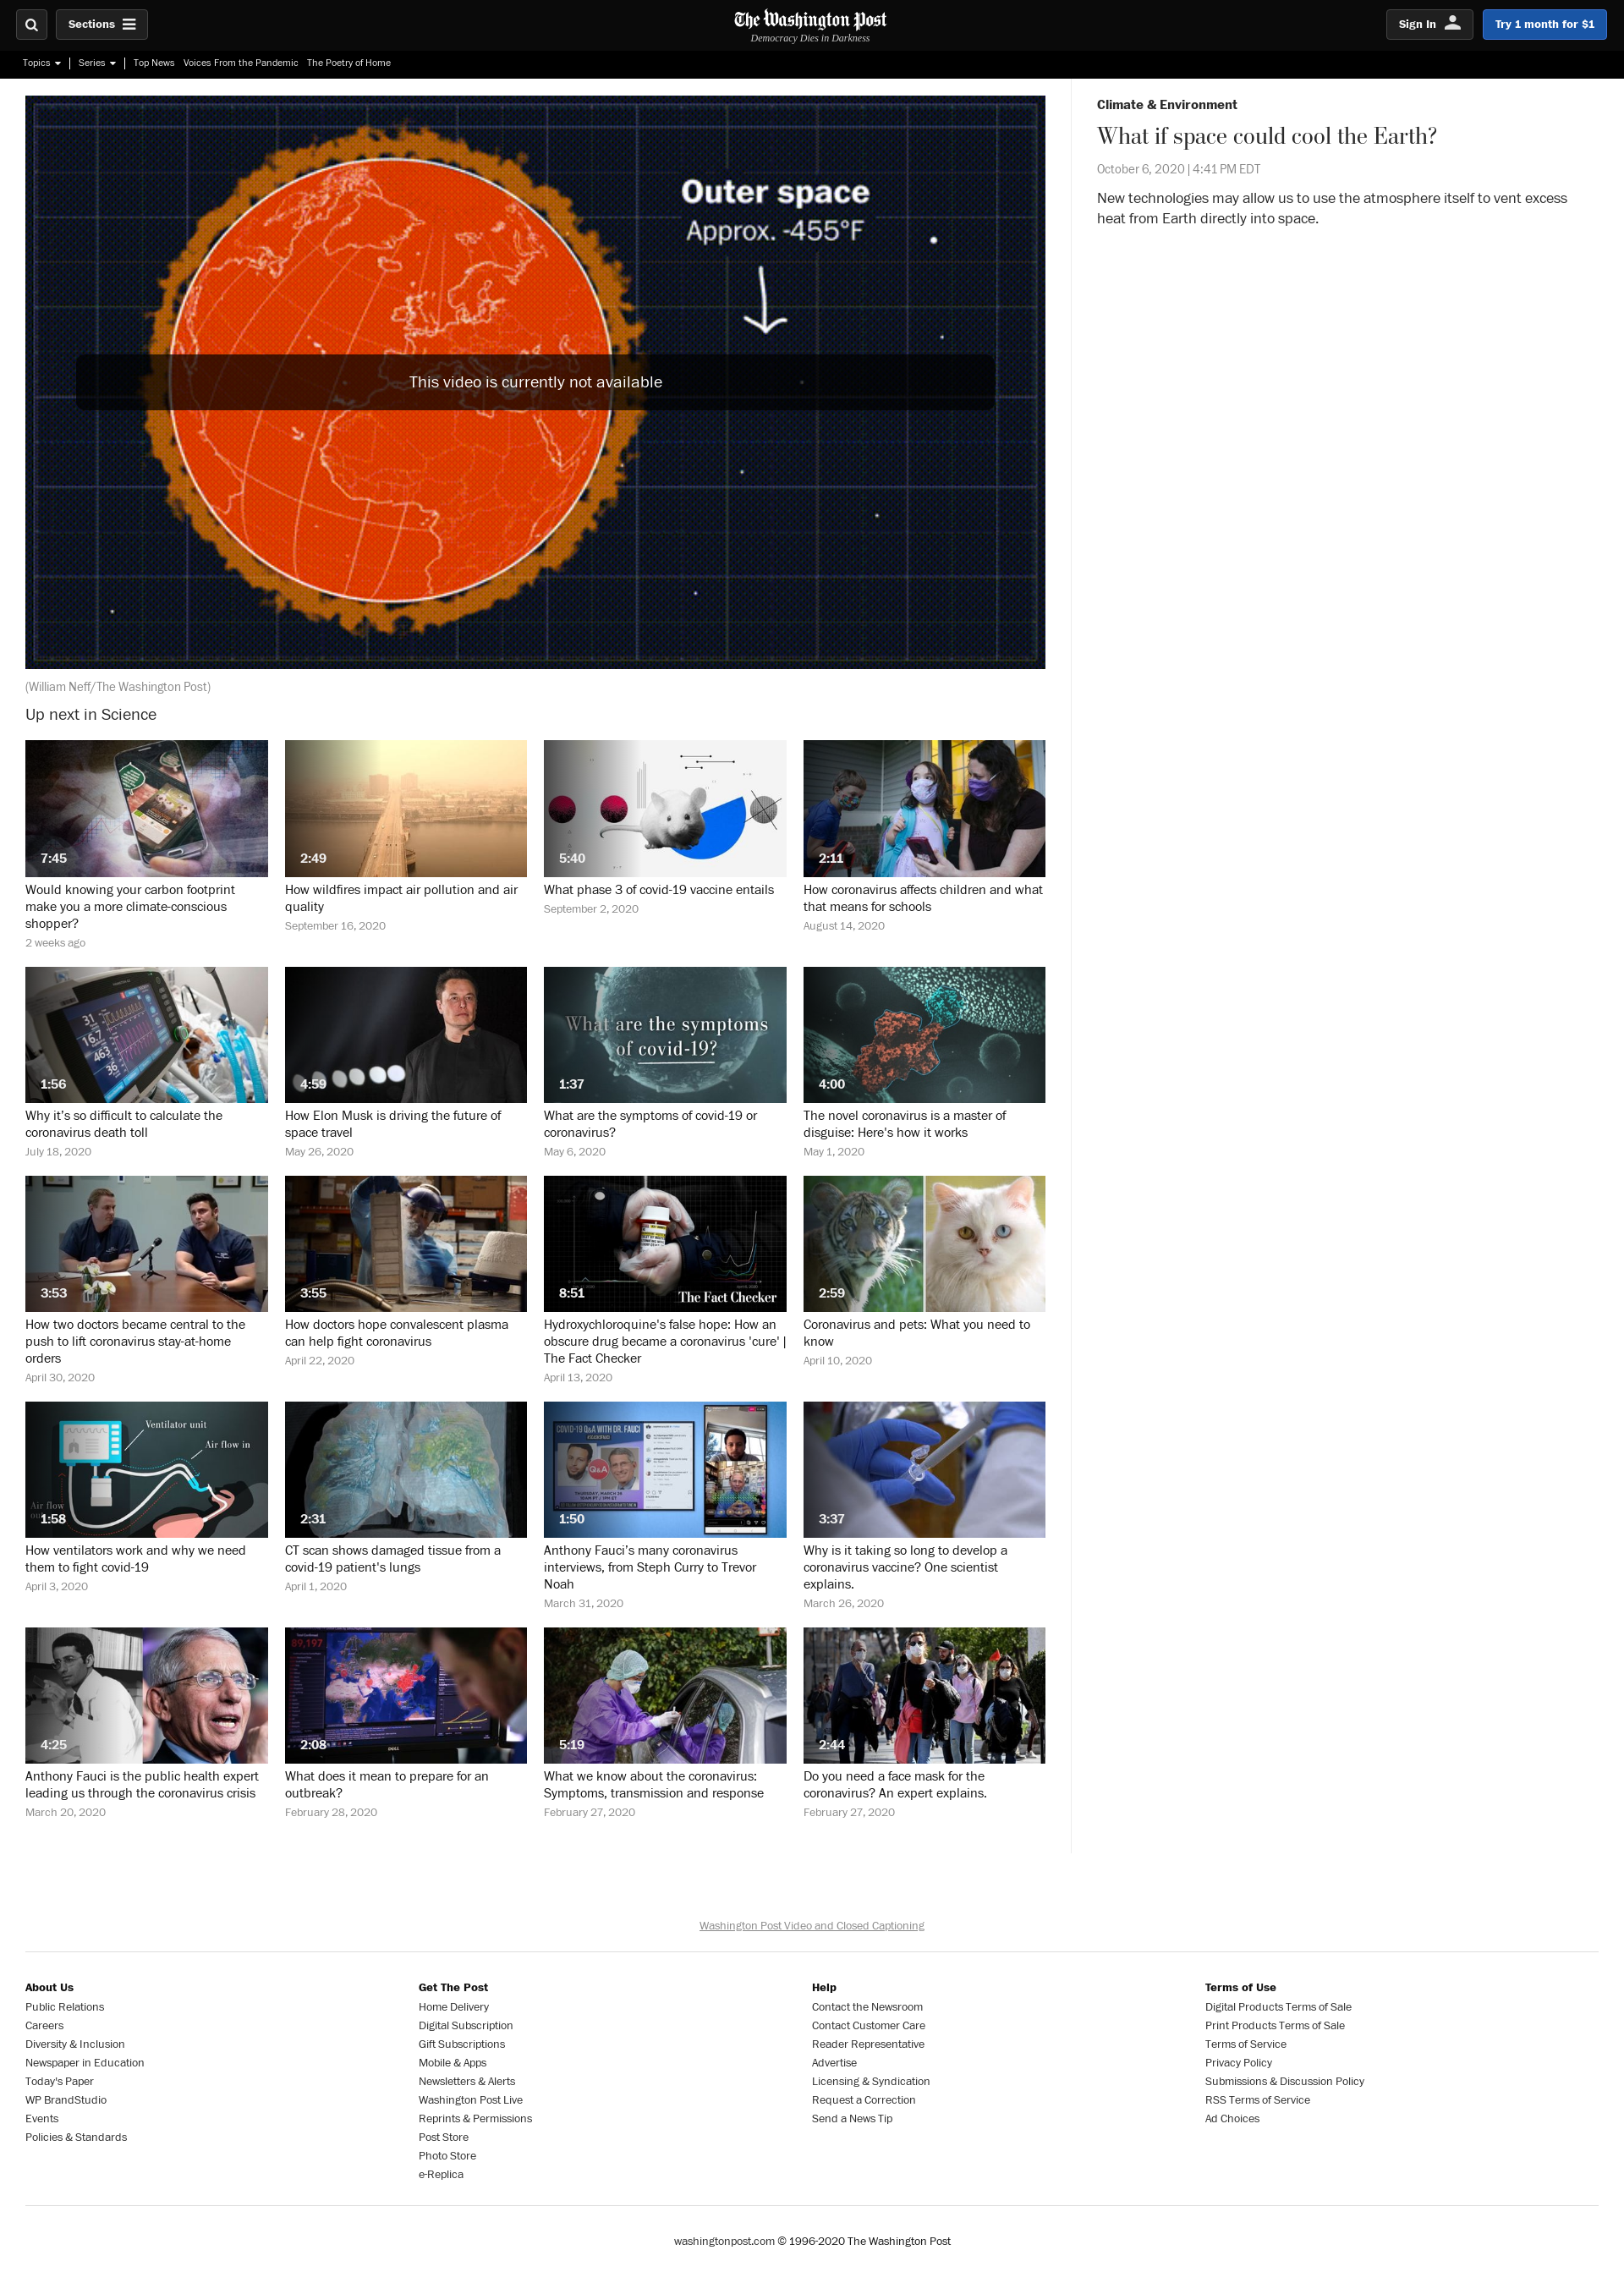 Sections
The Washington Post
Democracy Dies in Darkness
Sign In
Try 1 month for $1
Topics
Series
Top News
Voices From the Pandemic
The Poetry of Home
Outer space
Approx. -455°F
This video is currently not available
(William Neff/The Washington Post)
Climate & Environment
What if space could cool the Earth?
October 6, 2020 | 4:41 PM EDT
New technologies may allow us to use the atmosphere itself to vent excess
heat from Earth directly into space.
Up next in Science
7:45
Would knowing your carbon footprint
make you a more climate-conscious
shopper?
2 weeks ago
2:49
How wildfires impact air pollution and air
quality
September 16, 2020
5:40
What phase 3 of covid-19 vaccine entails
September 2, 2020
2:11
How coronavirus affects children and what
that means for schools
August 14, 2020
31
16.7
463
36
1:56
Why it's so difficult to calculate the
coronavirus death toll
July 18, 2020
4:59
How Elon Musk is driving the future of
space travel
May 26, 2020
What are the symptoms
of covid-19?
1:37
What are the symptoms of covid-19 or
coronavirus?
May 6, 2020
4:00
The novel coronavirus is a master of
disguise: Here's how it works
May 1, 2020
3:53
How two doctors became central to the
push to lift coronavirus stay-at-home
orders
April 30, 2020
3:55
How doctors hope convalescent plasma
can help fight coronavirus
April 22, 2020
8:51
The Fact Checker
Hydroxychloroquine's false hope: How an
obscure drug became a coronavirus 'cure' |
The Fact Checker
April 13, 2020
2:59
Coronavirus and pets: What you need to
know
April 10, 2020
Ventilator unit
Air flow in
Air flow
1:58
How ventilators work and why we need
them to fight covid-19
April 3, 2020
2:31
CT scan shows damaged tissue from a
covid-19 patient's lungs
April 1, 2020
COVID-19 Q&A WITH DR. FAUCI
Q&A
1:50
Anthony Fauci's many coronavirus
interviews, from Steph Curry to Trevor
Noah
March 31, 2020
3:37
Why is it taking so long to develop a
coronavirus vaccine? One scientist
explains.
March 26, 2020
4:25
Anthony Fauci is the public health expert
leading us through the coronavirus crisis
March 20, 2020
89,197
DELL
2:08
What does it mean to prepare for an
outbreak?
February 28, 2020
5:19
What we know about the coronavirus:
Symptoms, transmission and response
February 27, 2020
2:44
Do you need a face mask for the
coronavirus? An expert explains.
February 27, 2020
Washington Post Video and Closed Captioning
About Us
Public Relations
Careers
Diversity & Inclusion
Newspaper in Education
Today's Paper
WP BrandStudio
Events
Policies & Standards
Get The Post
Home Delivery
Digital Subscription
Gift Subscriptions
Mobile & Apps
Newsletters & Alerts
Washington Post Live
Reprints & Permissions
Post Store
Photo Store
e-Replica
Help
Contact the Newsroom
Contact Customer Care
Reader Representative
Advertise
Licensing & Syndication
Request a Correction
Send a News Tip
Terms of Use
Digital Products Terms of Sale
Print Products Terms of Sale
Terms of Service
Privacy Policy
Submissions & Discussion Policy
RSS Terms of Service
Ad Choices
washingtonpost.com © 1996-2020 The Washington Post